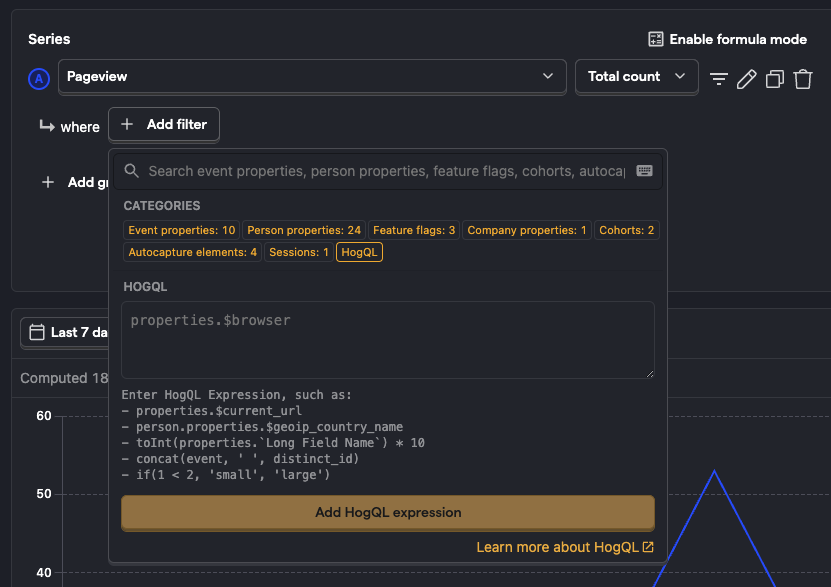 Series
Enable formula mode
A
Pageview
Total count
where
Add filter
Add gr
Search event properties, person properties, feature flags, cohorts, autocap
CATEGORIES
Event properties: 10 Person properties: 24 Feature flags: 3 Company properties: 1 Cohorts: 2
Autocapture elements: 4 Sessions: 1 HogQL
HOGQL
properties.$browser
Enter HogQL Expression, such as:
- properties.$current_url
- person.properties.$geoip_country_name
- toInt(properties.`Long Field Name`) * 10
- concat(event, ' ', distinct_id)
- if(1 < 2, 'small', 'large')
Add HogQL expression
Learn more about HogQL
Last 7 da
Computed 18
60
50
40